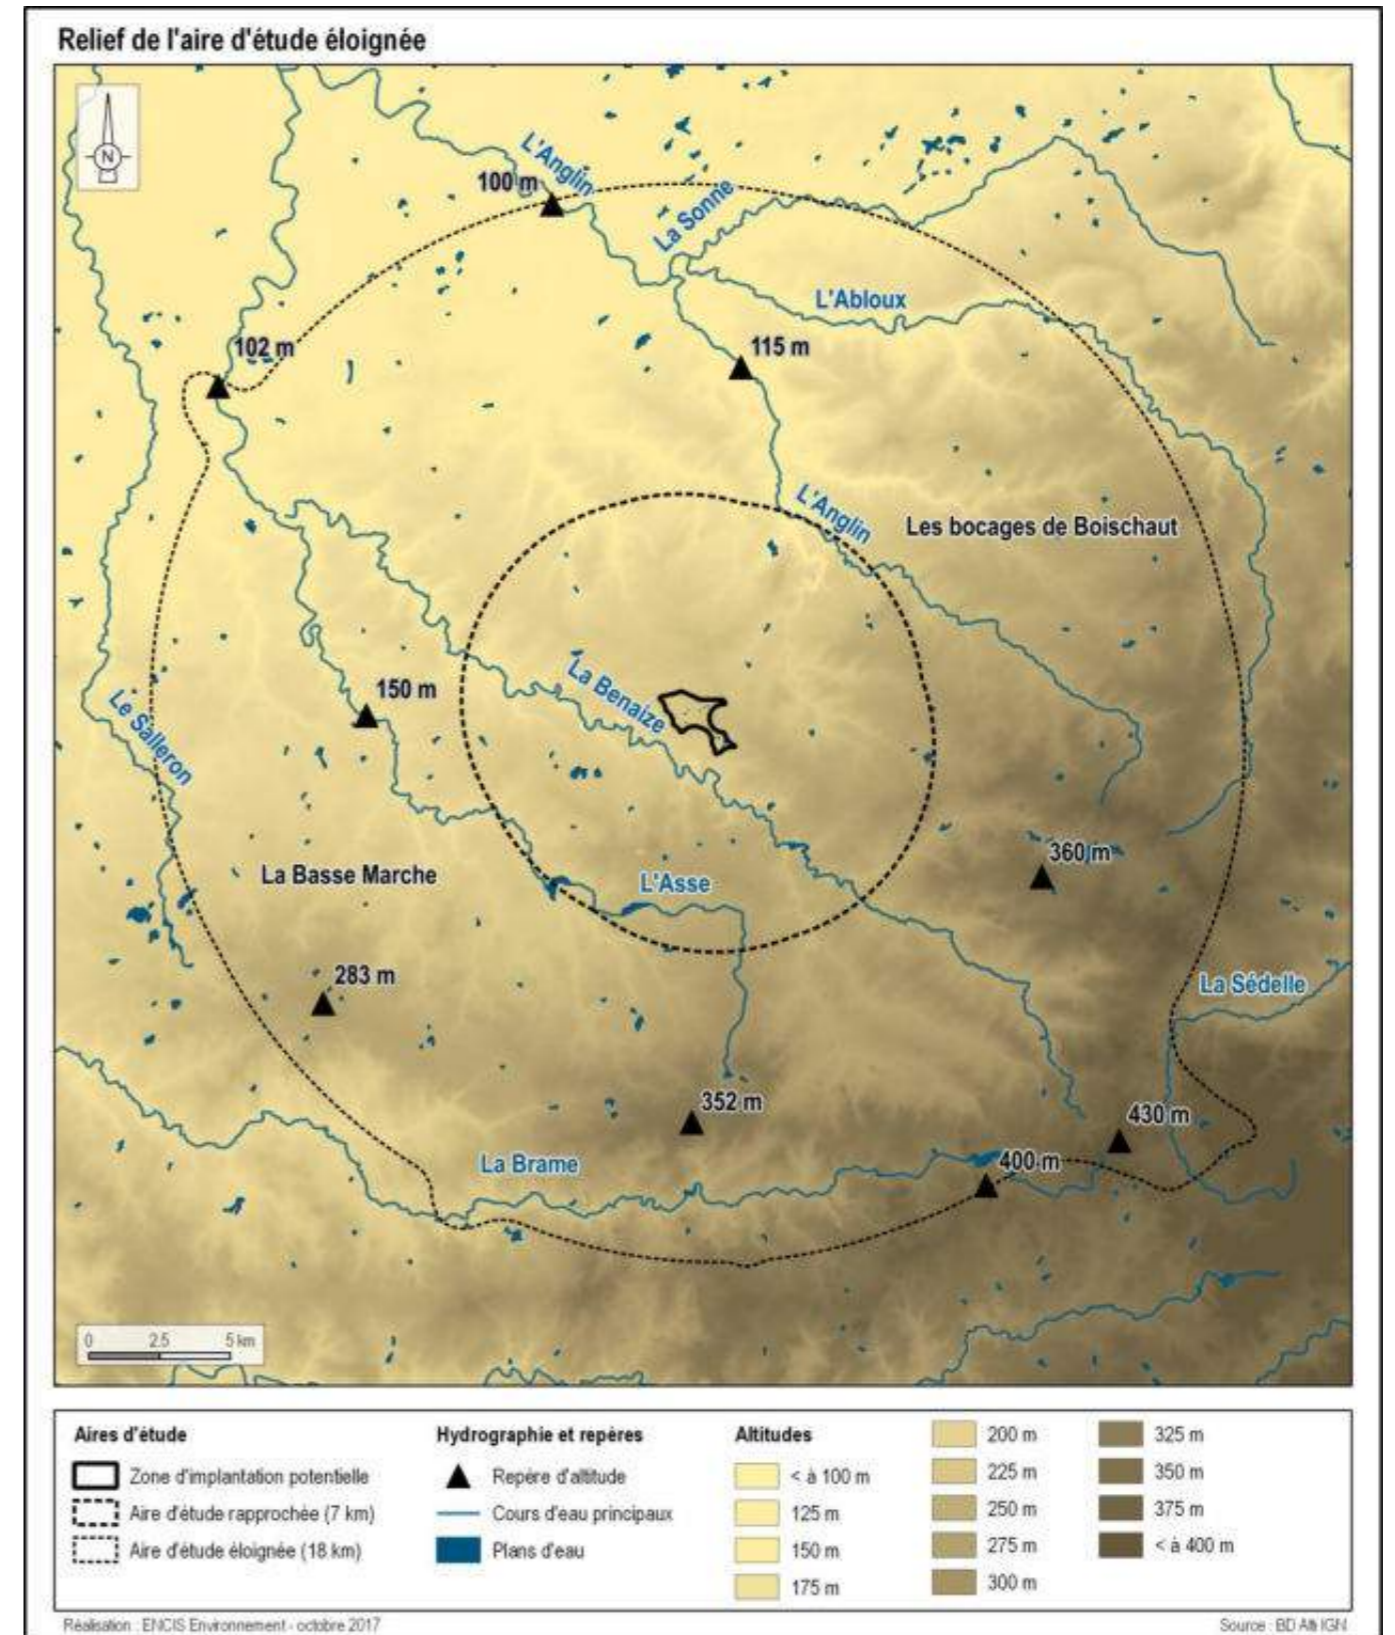 Relief de l'aire d'étude éloignée
N
L'Anglin
100 m
La Sonne
L'Abloux
102 m
115 m
L'Anglin
Les bocages de Boischaut
La Benaize
150 m
Le Salleron
360 m
La Basse Marche
L'Asse
283 m
La Sédelle
352 m
430 m
La Brame
400 m
0 2.5 5 km
Aires d'étude
Zone d'implantation potentielle
Aire d'étude rapprochée (7 km)
Aire d'étude éloignée (18 km)
Hydrographie et repères
Repère d'altitude
Cours d'eau principaux
Plans d'eau
Altitudes
< à 100 m
125 m
150 m
175 m
200 m
225 m
250 m
275 m
300 m
325 m
350 m
375 m
< à 400 m
Réalisation : ENCIS Environnement - octobre 2017
Source : BD Alti IGN